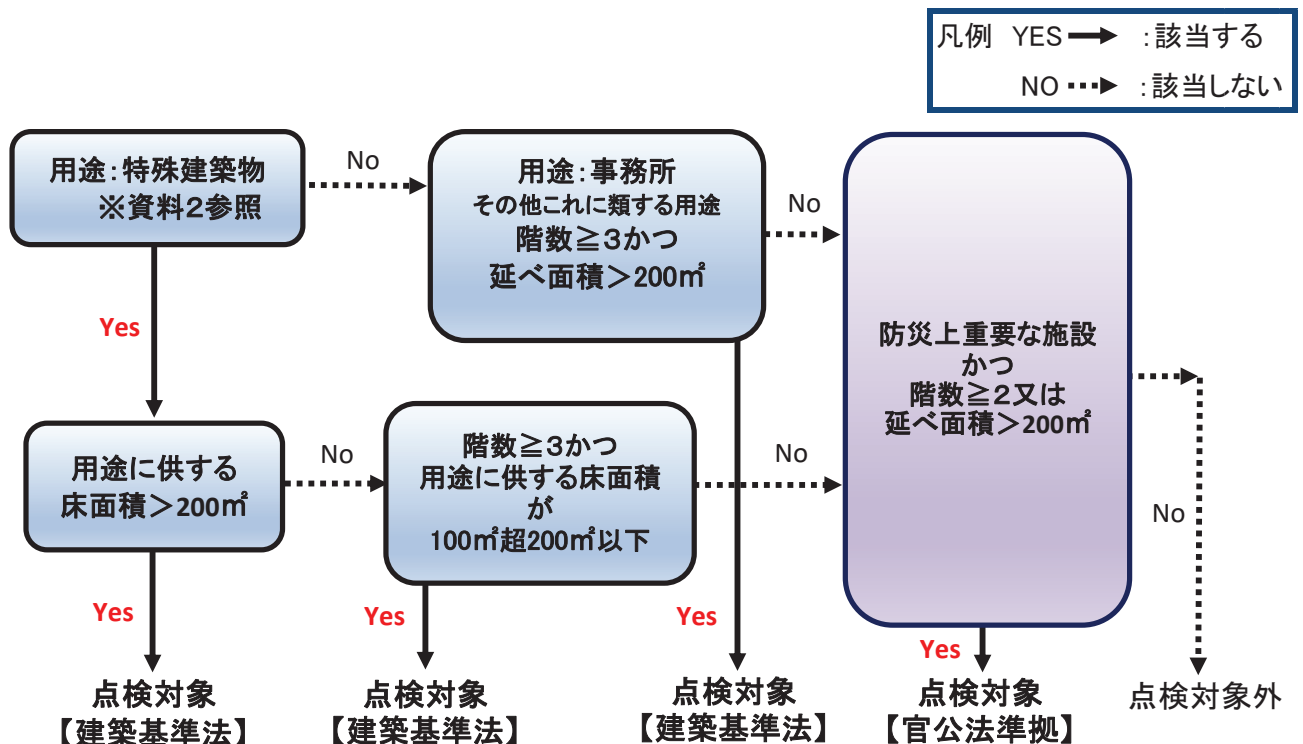 凡例 YES :該当する
NO :該当しない
用途:特殊建築物
※資料2参照
No
用途:事務所
その他これに類する用途
階数≧3かつ
延べ面積>200㎡
No
防災上重要な施設
かつ
階数≧2又は
延べ面積>200㎡
Yes
用途に供する
床面積>200㎡
No
階数≧3かつ
用途に供する床面積
が
100㎡超200㎡以下
No
No
Yes
Yes
Yes
Yes
点検対象
【建築基準法】
点検対象
【建築基準法】
点検対象
【建築基準法】
点検対象
【官公法準拠】
点検対象外